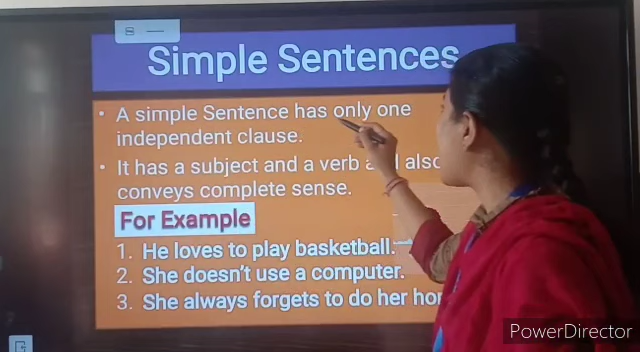 Simple Sentences
• A simple Sentence has only one
independent clause.
• It has a subject and a verb also
conveys complete sense.
For Example
1. He loves to play basketball.
2. She doesn't use a computer.
3. She always forgets to do her
PowerDirector